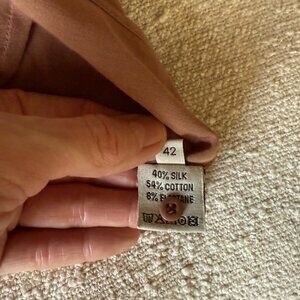 42
40% SILK
54% COTTON
6% ELASTANE